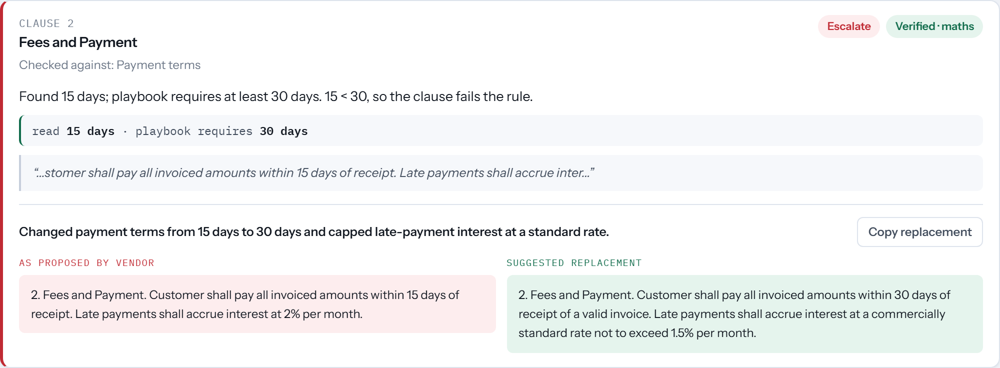 CLAUSE 2
Escalate
Verified · maths
Fees and Payment
Checked against: Payment terms
Found 15 days; playbook requires at least 30 days. 15 < 30, so the clause fails the rule.
read 15 days · playbook requires 30 days
“…stomer shall pay all invoiced amounts within 15 days of receipt. Late payments shall accrue inter…”
Changed payment terms from 15 days to 30 days and capped late-payment interest at a standard rate.
Copy replacement
AS PROPOSED BY VENDOR
2. Fees and Payment. Customer shall pay all invoiced amounts within 15 days of
receipt. Late payments shall accrue interest at 2% per month.
SUGGESTED REPLACEMENT
2. Fees and Payment. Customer shall pay all invoiced amounts within 30 days of
receipt of a valid invoice. Late payments shall accrue interest at a commercially
standard rate not to exceed 1.5% per month.